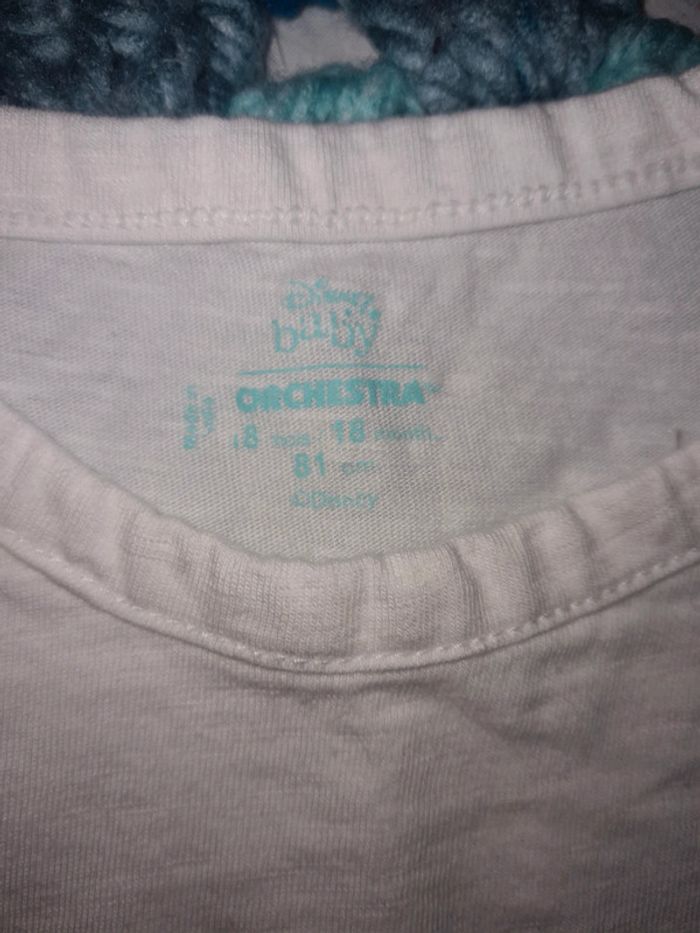 Disney
baby
ORCHESTRA
18 mois / 18 month
81 cm
©Disney